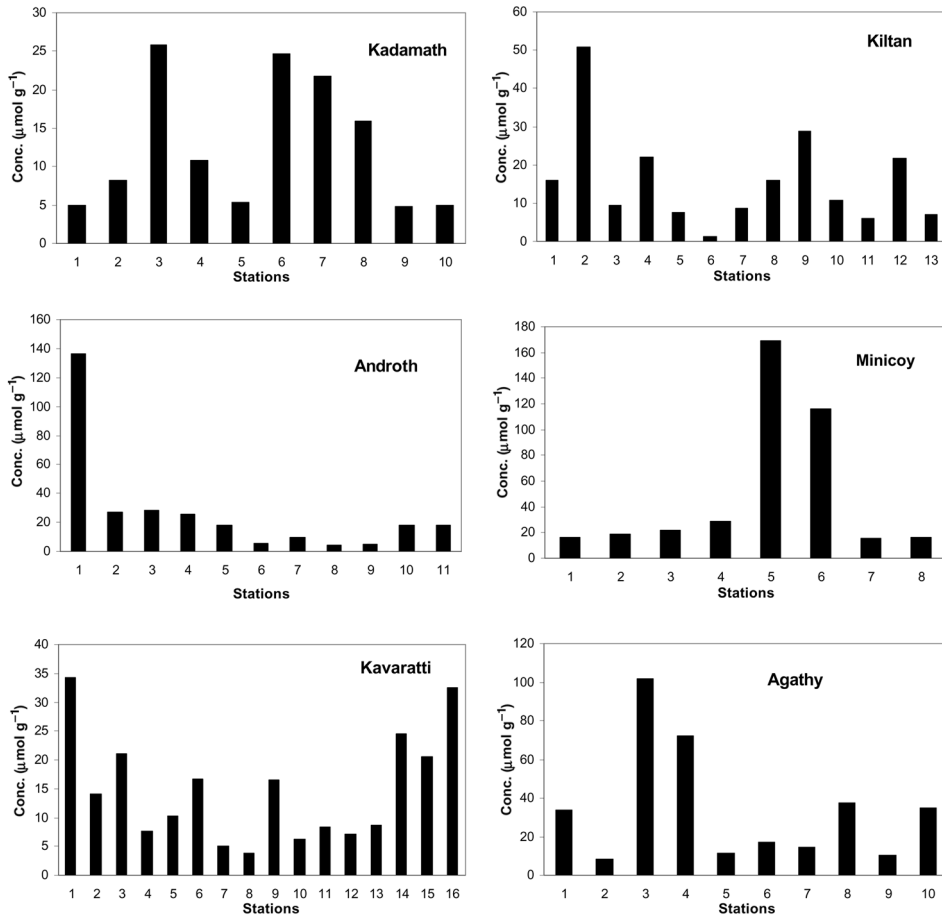 Kadamath
Conc. (μmol g⁻¹)
30
25
20
15
10
5
0
1 2 3 4 5 6 7 8 9 10
Stations
Kiltan
Conc. (μmol g⁻¹)
60
50
40
30
20
10
0
1 2 3 4 5 6 7 8 9 10 11 12 13
Stations
Androth
Conc. (μmol g⁻¹)
160
140
120
100
80
60
40
20
0
1 2 3 4 5 6 7 8 9 10 11
Stations
Minicoy
Conc. (μmol g⁻¹)
180
160
140
120
100
80
60
40
20
0
1 2 3 4 5 6 7 8
Stations
Kavaratti
Conc. (μmol g⁻¹)
40
35
30
25
20
15
10
5
0
1 2 3 4 5 6 7 8 9 10 11 12 13 14 15 16
Stations
Agathy
Conc. (μmol g⁻¹)
120
100
80
60
40
20
0
1 2 3 4 5 6 7 8 9 10
Stations